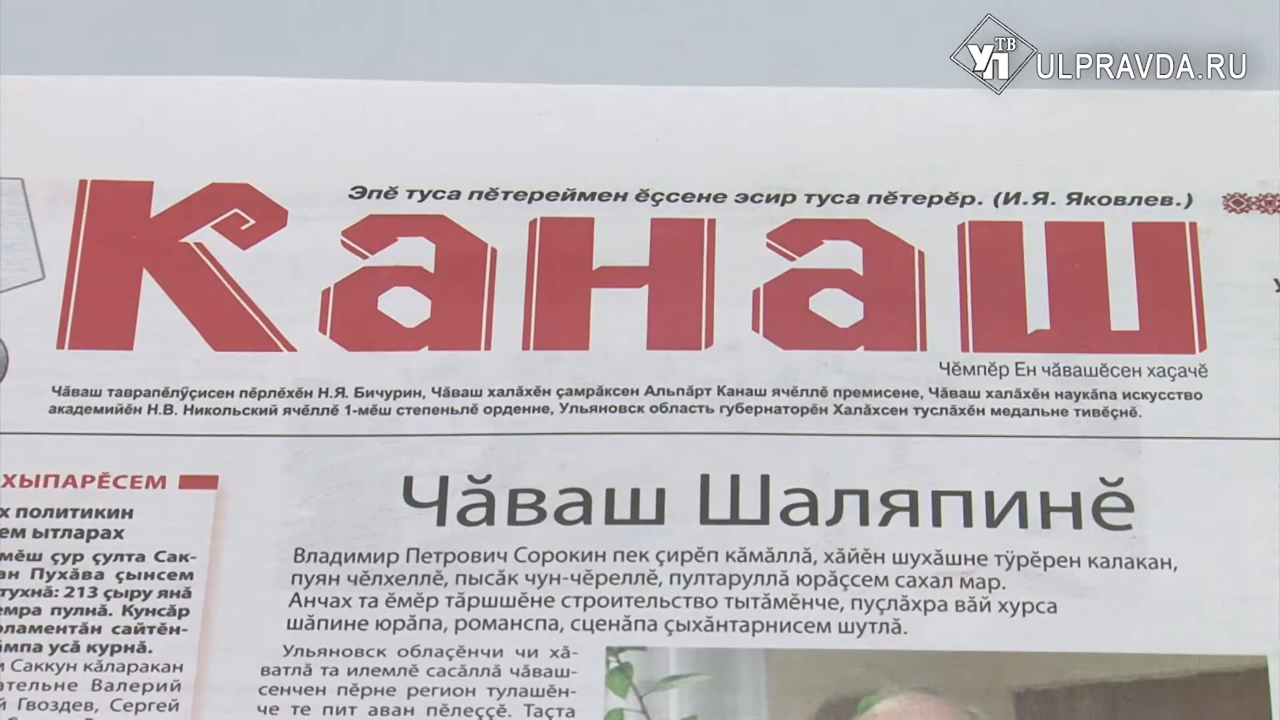 УП ТВ ULPRAVDA.RU
Эпӗ туса пӗтереймен ӗҫсене эсир туса пӗтерӗр. (И.Я. Яковлев.)
Канаш
Чӗмпӗр Ен чӑвашӗсен хаҫачӗ
Чӑваш таврапӗлӳҫисен пӗрлӗхӗн Н.Я. Бичурин, Чӑваш халӑхӗн ҫамрӑксен Альпӑрт Канаш ячӗллӗ премисене, Чӑваш халӑхӗн наукӑпа искусство
академийӗн Н.В. Никольский ячӗллӗ 1-мӗш степеньлӗ орденне, Ульяновск область губернаторӗн Халӑхсен туслӑхӗн медальне тивӗҫнӗ.
ХЫПАРӖСЕМ
х политикин
ем ытларах
мӗш ҫур ҫулта Сак-
ан Пухӑва ҫынсем
тухнӑ: 213 ҫыру янӑ
емра пулнӑ. Кунсӑр
рламентӑн сайтӗн-
ӑмпа усӑ курнӑ.
Саккун кӑларакан
ательне Валерий
й Гвоздев, Сергей
Чӑваш Шаляпинӗ
Владимир Петрович Сорокин пек ҫирӗп кӑмӑллӑ, хӑйӗн шухӑшне тӳрӗрен калакан,
пуян чӗлхеллӗ, пысӑк чун-чӗреллӗ, пултаруллӑ юрӑҫсем сахал мар.
Анчах та ӗмӗр тӑршшӗне строительство тытӑмӗнче, пуҫлӑхра вӑй хурса
шӑпине юрӑпа, романспа, сценӑпа ҫыхӑнтарнисем шутлӑ.
Ульяновск облаҫӗнчи чи хӑ-
ватлӑ та илемлӗ сасӑллӑ чӑваш-
сенчен пӗрне регион тулашӗн-
че те пит аван пӗлеҫҫӗ. Таҫта